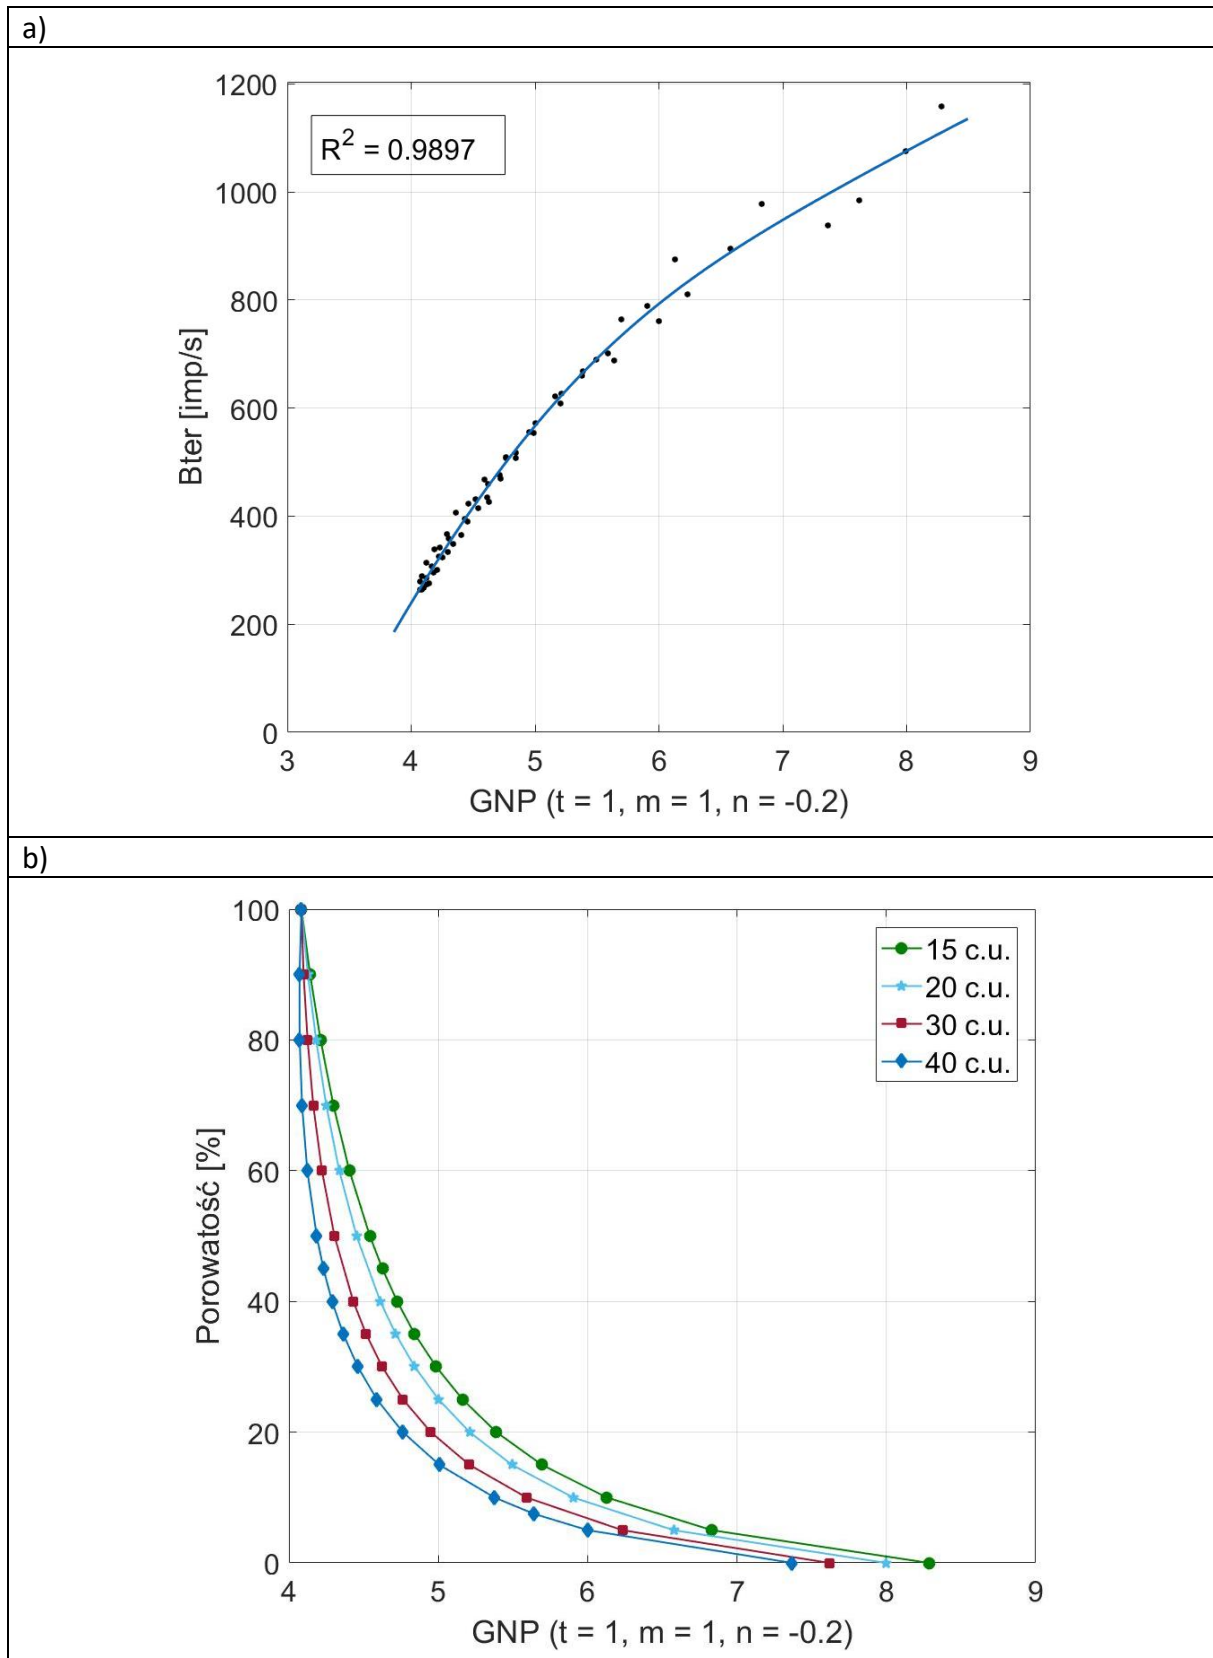 a)
1200
1000
800
600
400
200
0
R² = 0.9897
Bter [imp/s]
3 4 5 6 7 8 9
GNP (t = 1, m = 1, n = -0.2)
b)
100
80
60
40
20
0
15 c.u.
20 c.u.
30 c.u.
40 c.u.
Porowatość [%]
4 5 6 7 8 9
GNP (t = 1, m = 1, n = -0.2)